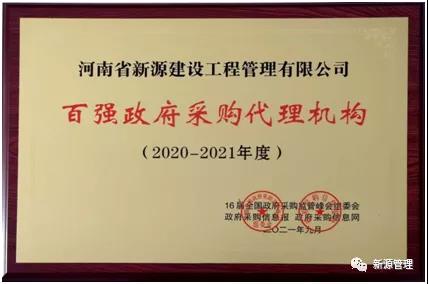 河南省新源建设工程管理有限公司
百强政府采购代理机构
(2020-2021年度)
16届全国政府采购监管峰会组委会
政府采购信息报 政府采购信息网
二〇二一年九月
新源管理